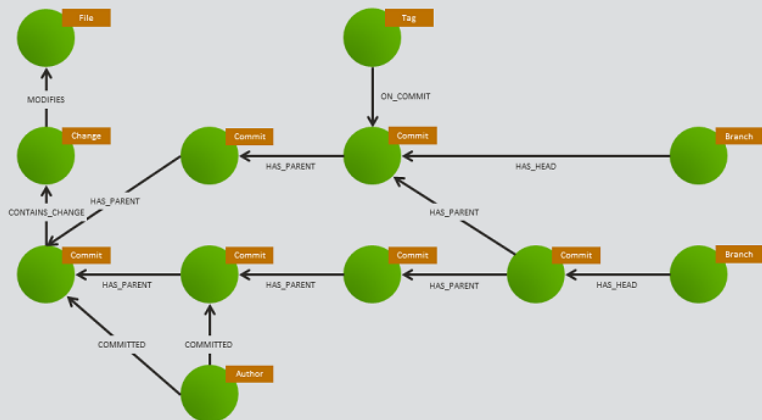 File
Tag
MODIFIES
ON_COMMIT
Change
Commit
Commit
Branch
HAS_PARENT
HAS_HEAD
HAS_PARENT
CONTAINS_CHANGE
HAS_PARENT
Commit
Commit
Commit
Commit
Branch
HAS_PARENT
HAS_PARENT
HAS_PARENT
HAS_HEAD
COMMITTED
COMMITTED
Author